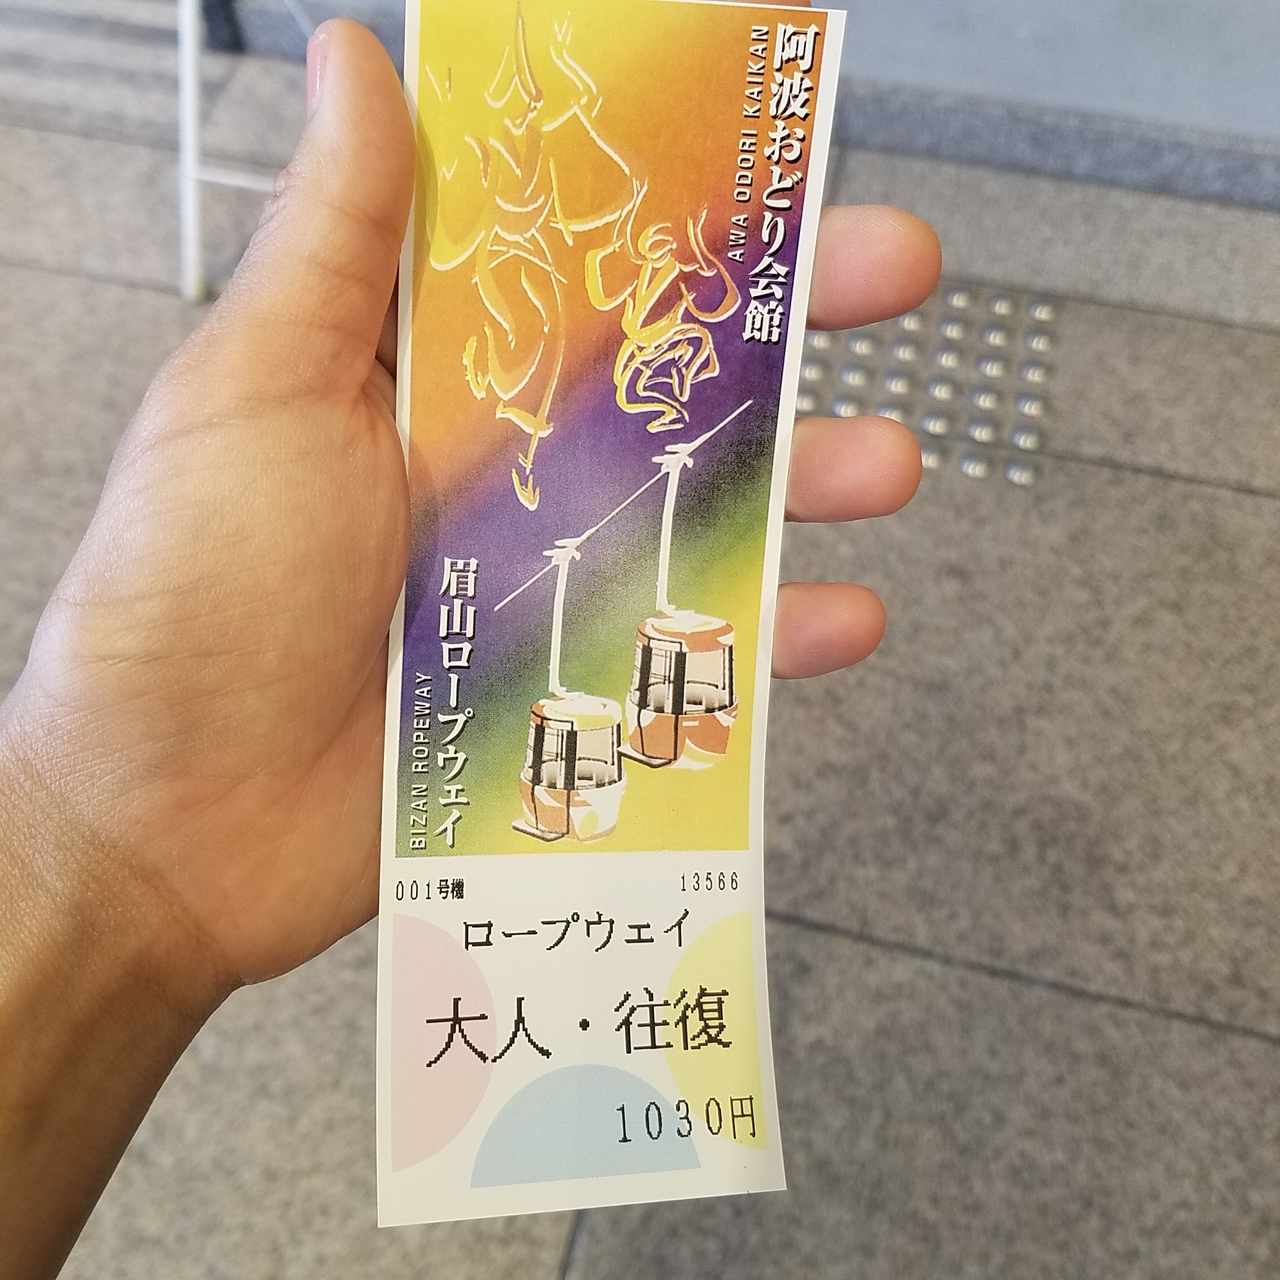 阿波おどり会館
AWA ODORI KAIKAN
眉山ロープウェイ
BIZAN ROPEWAY
001号機 13566
ロープウェイ
大人・往復
1030円